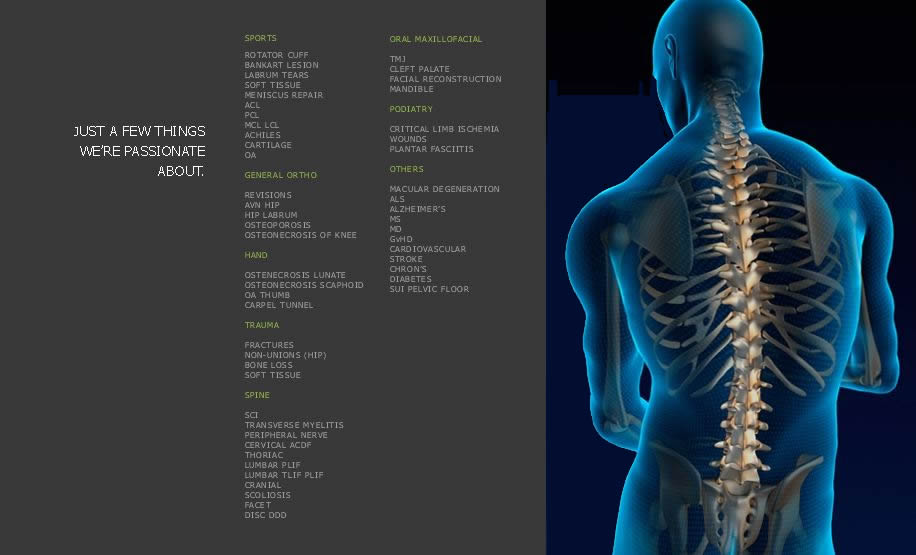 JUST A FEW THINGS
WE'RE PASSIONATE
ABOUT.
SPORTS
ROTATOR CUFF
BANKART LESION
LABRUM TEARS
SOFT TISSUE
MENISCUS REPAIR
ACL
PCL
MCL LCL
ACHILES
CARTILAGE
OA
GENERAL ORTHO
REVISIONS
AVN HIP
HIP LABRUM
OSTEOPOROSIS
OSTEONECROSIS OF KNEE
HAND
OSTENECROSIS LUNATE
OSTEONECROSIS SCAPHOID
OA THUMB
CARPEL TUNNEL
TRAUMA
FRACTURES
NON-UNIONS (HIP)
BONE LOSS
SOFT TISSUE
SPINE
SCI
TRANSVERSE MYELITIS
PERIPHERAL NERVE
CERVICAL ACDF
THORIAC
LUMBAR PLIF
LUMBAR TLIF PLIF
CRANIAL
SCOLIOSIS
FACET
DISC DDD
ORAL MAXILLOFACIAL
TMJ
CLEFT PALATE
FACIAL RECONSTRUCTION
MANDIBLE
PODIATRY
CRITICAL LIMB ISCHEMIA
WOUNDS
PLANTAR FASCIITIS
OTHERS
MACULAR DEGENERATION
ALS
ALZHEIMER'S
MS
MD
GvHD
CARDIOVASCULAR
STROKE
CHRON'S
DIABETES
SUI PELVIC FLOOR